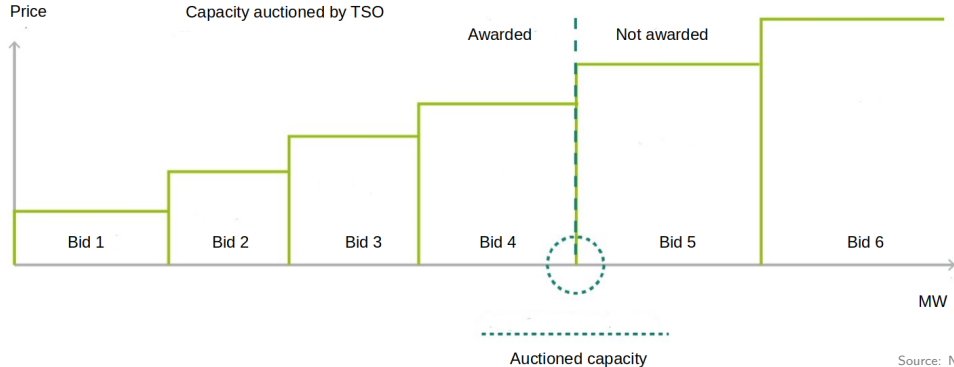 Price
Capacity auctioned by TSO
Awarded
Not awarded
Bid 1
Bid 2
Bid 3
Bid 4
Bid 5
Bid 6
MW
Auctioned capacity
Source: N